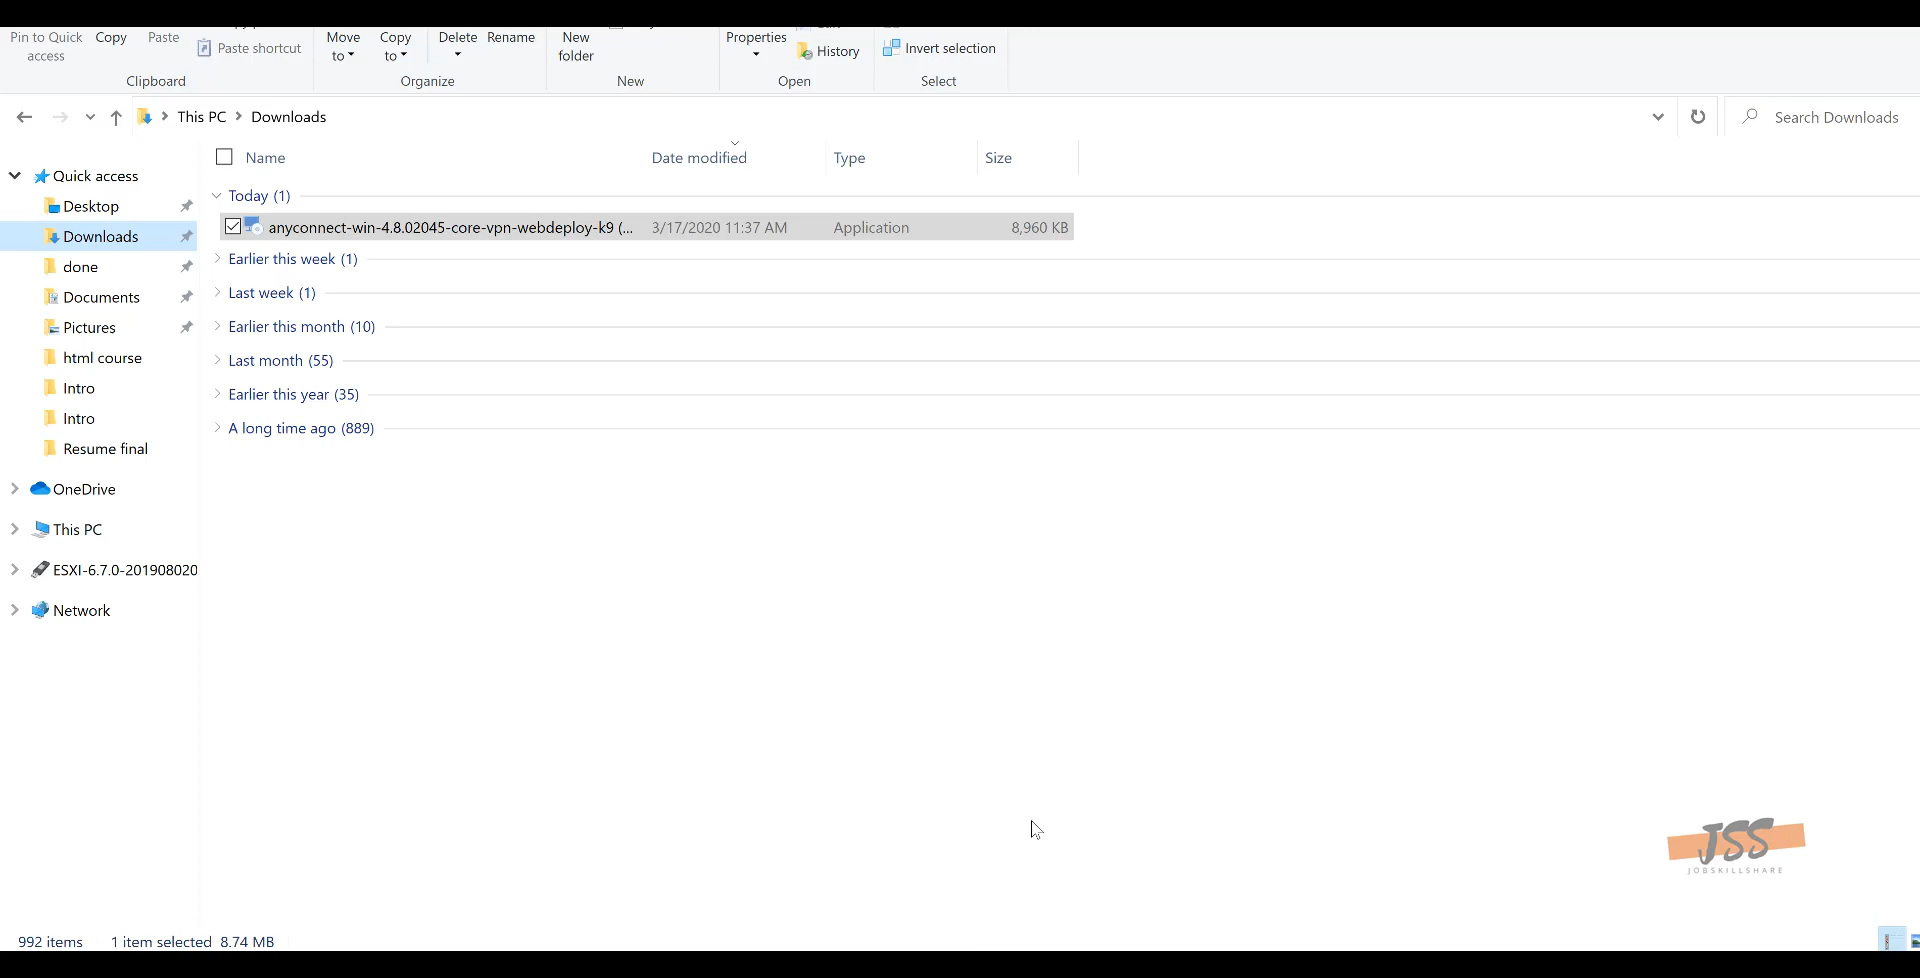 Pin to Quick access
Copy
Paste
Paste shortcut
Move to
Copy to
Delete
Rename
New folder
Properties
History
Invert selection
Clipboard
Organize
New
Open
Select
This PC
Downloads
Search Downloads
Name
Date modified
Type
Size
Quick access
Desktop
Downloads
done
Documents
Pictures
html course
Intro
Intro
Resume final
OneDrive
This PC
ESXI-6.7.0-201908020
Network
Today (1)
anyconnect-win-4.8.02045-core-vpn-webdeploy-k9 (... 3/17/2020 11:37 AM Application 8,960 KB
Earlier this week (1)
Last week (1)
Earlier this month (10)
Last month (55)
Earlier this year (35)
A long time ago (889)
JSS
JOBSKILLSHARE
992 items 1 item selected 8.74 MB